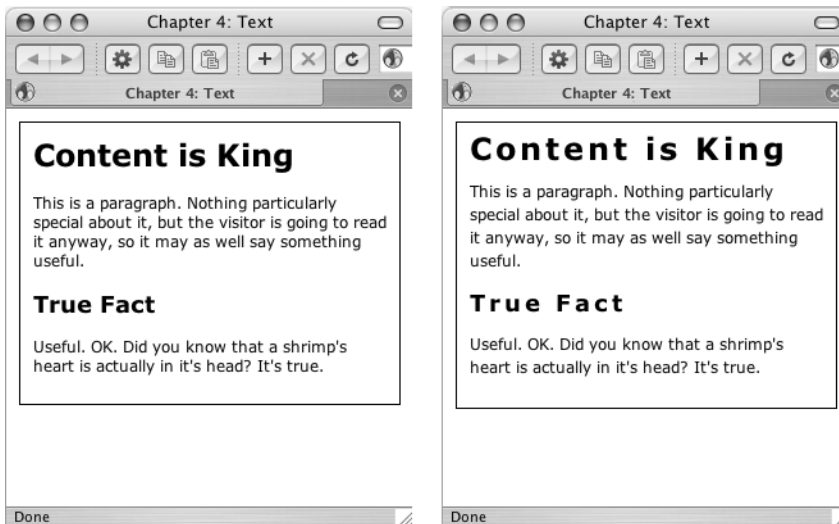 Chapter 4: Text
Chapter 4: Text
Content is King
This is a paragraph. Nothing particularly
special about it, but the visitor is going to read
it anyway, so it may as well say something
useful.
True Fact
Useful. OK. Did you know that a shrimp's
heart is actually in it's head? It's true.
Done
Chapter 4: Text
Chapter 4: Text
Content is King
This is a paragraph. Nothing particularly
special about it, but the visitor is going to read
it anyway, so it may as well say something
useful.
True Fact
Useful. OK. Did you know that a shrimp's
heart is actually in it's head? It's true.
Done